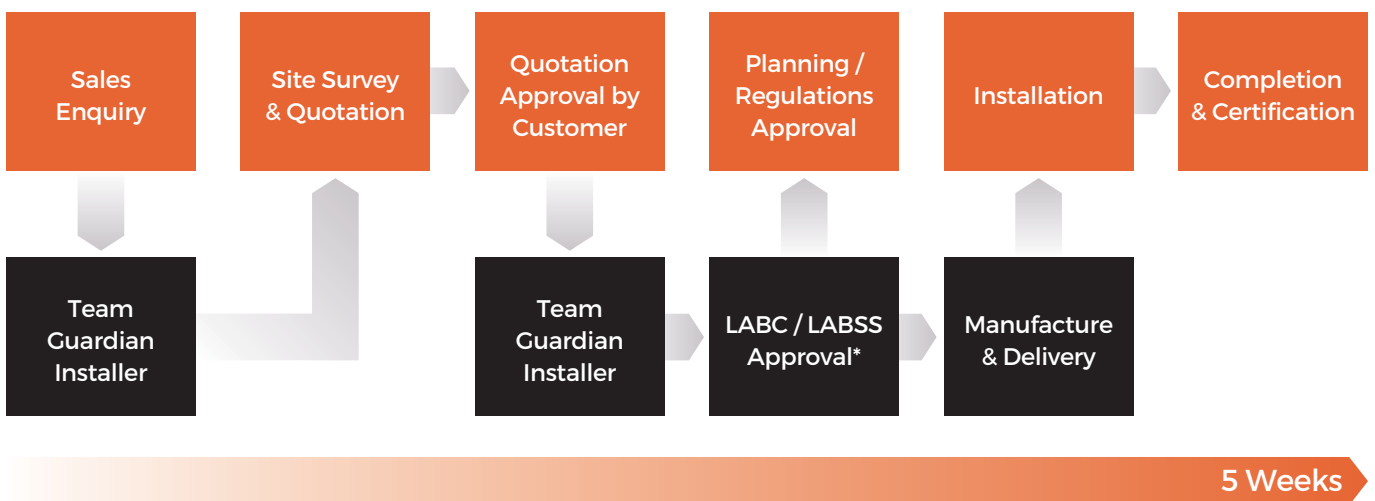 Sales
Enquiry
Site Survey
& Quotation
Quotation
Approval by
Customer
Planning /
Regulations
Approval
Installation
Completion
& Certification
Team
Guardian
Installer
Team
Guardian
Installer
LABC / LABSS
Approval*
Manufacture
& Delivery
5 Weeks